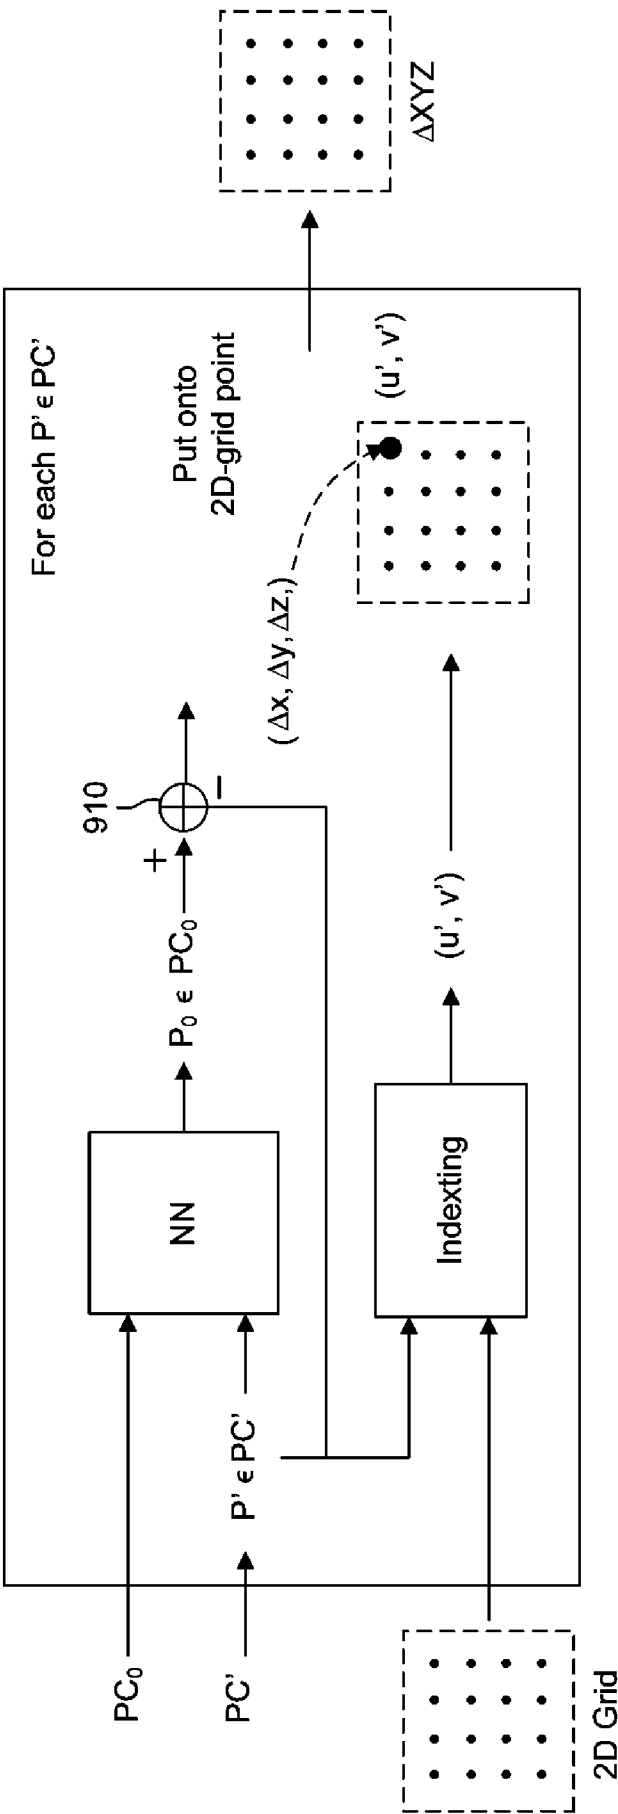 For each P' ϵ PC'
PC₀
NN
P₀ ϵ PC₀
+
910
−
Put onto
2D-grid point
PC'
P' ϵ PC'
(Δx, Δy, Δz,)
(u', v')
Indexting
(u', v')
2D Grid
ΔXYZ